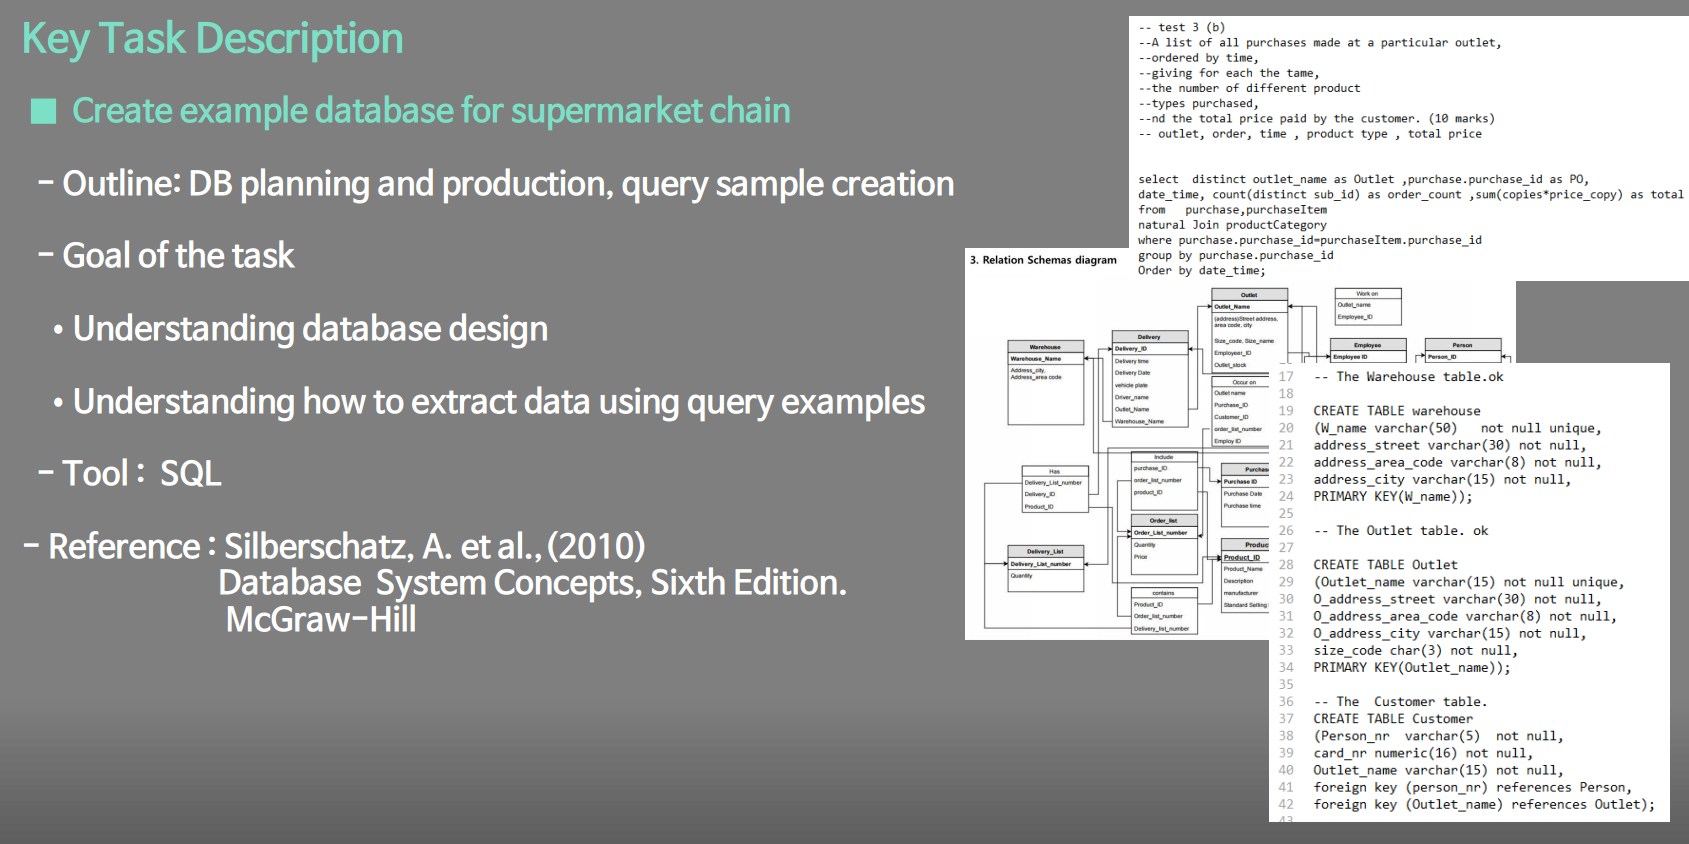 Key Task Description
■ Create example database for supermarket chain
- Outline: DB planning and production, query sample creation
- Goal of the task
• Understanding database design
• Understanding how to extract data using query examples
- Tool : SQL
- Reference : Silberschatz, A. et al., (2010)
Database System Concepts, Sixth Edition.
McGraw-Hill
-- test 3 (b)
--A list of all purchases made at a particular outlet,
--ordered by time,
--giving for each the tame,
--the number of different product
--types purchased,
--nd the total price paid by the customer. (10 marks)
-- outlet, order, time , product type , total price
select distinct outlet_name as Outlet ,purchase.purchase_id as PO,
date_time, count(distinct sub_id) as order_count ,sum(copies*price_copy) as total
from purchase,purchaseItem
natural Join productCategory
where purchase.purchase_id=purchaseItem.purchase_id
group by purchase.purchase_id
Order by date_time;
3. Relation Schemas diagram
Warehouse
Warehouse_Name
Address_city,
Address_area code
Delivery
Delivery_ID
Delivery time
Delivery Date
vehicle plate
Driver_name
Outlet_Name
Warehouse_Name
Outlet
Outlet_Name
(address)Street address,
area code, city
Size_code, Size_name
Employeer_ID
Outlet_stock
Work on
Outlet_name
Employee_ID
Employee
Employee ID
Person
Person_ID
Occur on
Outlet name
Purchase_ID
Customer_ID
order_list_number
Employ ID
Has
Delivery_List_number
Delivery_ID
Product_ID
Include
purchase_ID
order_list_number
product_ID
Purchas
Purchase ID
Purchase Date
Purchase time
Order_list
Order_List_number
Quantity
Price
Delivery_List
Delivery_List_number
Quantity
Produc
Product_ID
Product_Name
Description
manufacturer
Standard Selling
contains
Product_ID
Order_list_number
Delivery_list_number
17 -- The Warehouse table.ok
18
19 CREATE TABLE warehouse
20 (W_name varchar(50) not null unique,
21 address_street varchar(30) not null,
22 address_area_code varchar(8) not null,
23 address_city varchar(15) not null,
24 PRIMARY KEY(W_name));
25
26 -- The Outlet table. ok
27
28 CREATE TABLE Outlet
29 (Outlet_name varchar(15) not null unique,
30 O_address_street varchar(30) not null,
31 O_address_area_code varchar(8) not null,
32 O_address_city varchar(15) not null,
33 size_code char(3) not null,
34 PRIMARY KEY(Outlet_name));
35
36 -- The Customer table.
37 CREATE TABLE Customer
38 (Person_nr varchar(5) not null,
39 card_nr numeric(16) not null,
40 Outlet_name varchar(15) not null,
41 foreign key (person_nr) references Person,
42 foreign key (Outlet_name) references Outlet);